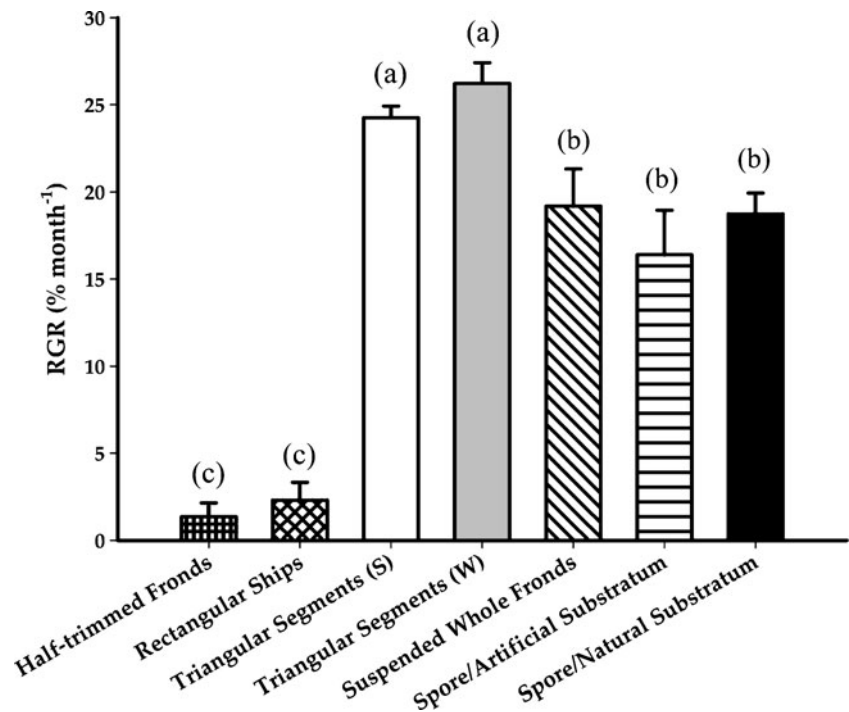 RGR (% month⁻¹)
30
25
20
15
10
5
0
(c)
(c)
(a)
(a)
(b)
(b)
(b)
Half-trimmed Fronds
Rectangular Ships
Triangular Segments (S)
Triangular Segments (W)
Suspended Whole Fronds
Spore/Artificial Substratum
Spore/Natural Substratum